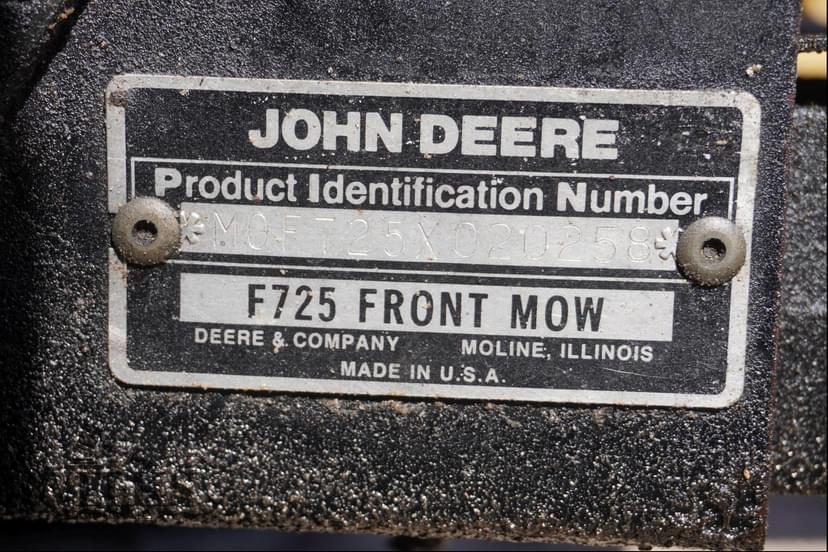 JOHN DEERE
Product Identification Number
*M0F725X020258*
F725 FRONT MOW
DEERE & COMPANY MOLINE, ILLINOIS
MADE IN U.S.A.